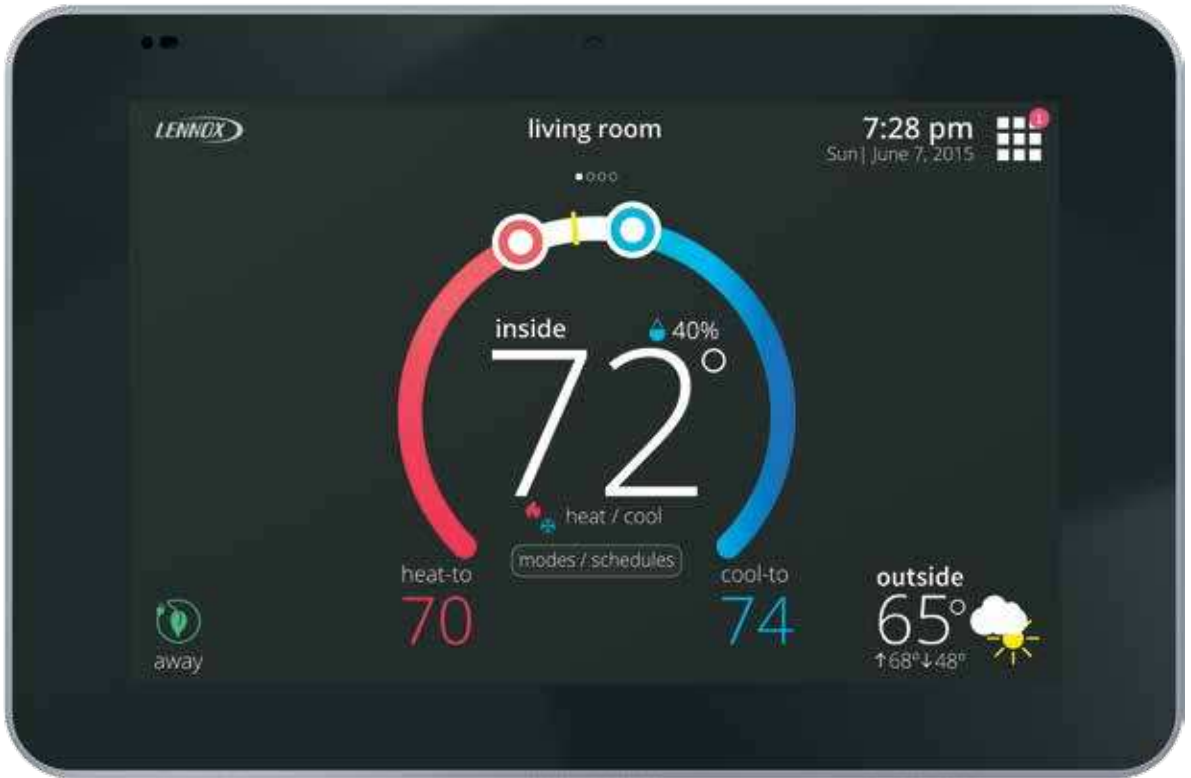 LENNOX
living room
7:28 pm
Sun| June 7, 2015
1
inside
40%
72°
heat / cool
modes / schedules
heat-to
70
cool-to
74
outside
65°
↑68°↓48°
away